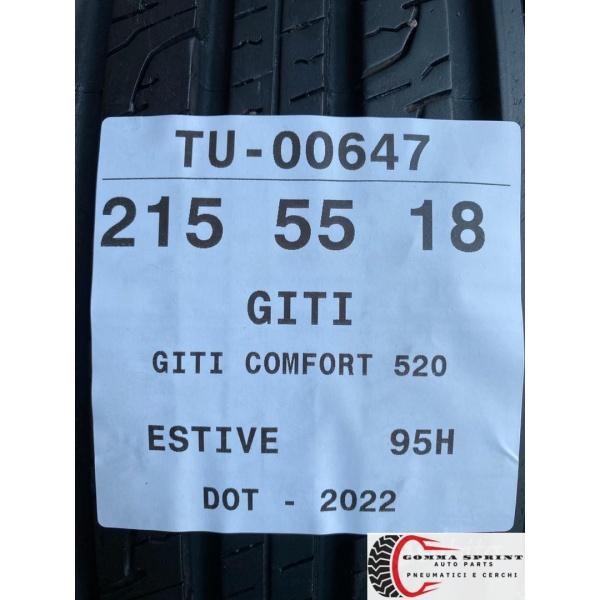 TU-00647
215 55 18
GITI
GITI COMFORT 520
ESTIVE 95H
DOT - 2022
GOMMA SPRINT
AUTO PARTS
PNEUMATICI E CERCHI